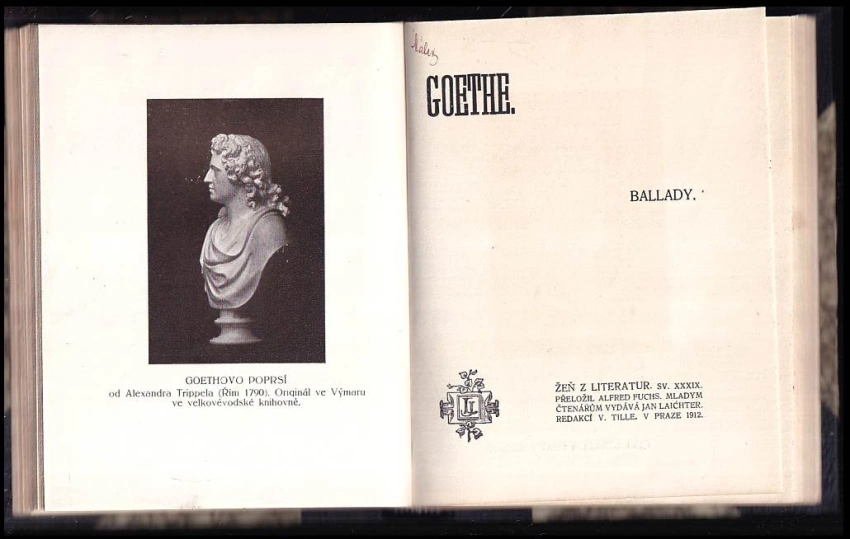 GOETHOVO POPRSÍ
od Alexandra Trippela (Řím 1790). Originál ve Výmaru
ve velkovévodské knihovně.
GOETHE.
BALLADY.
ŽEŇ Z LITERATUR. SV. XXXIX.
PŘELOŽIL ALFRED FUCHS. MLADÝM
ČTENÁŘŮM VYDÁVÁ JAN LAICHTER.
REDAKCÍ V. TILLE. V PRAZE 1912.